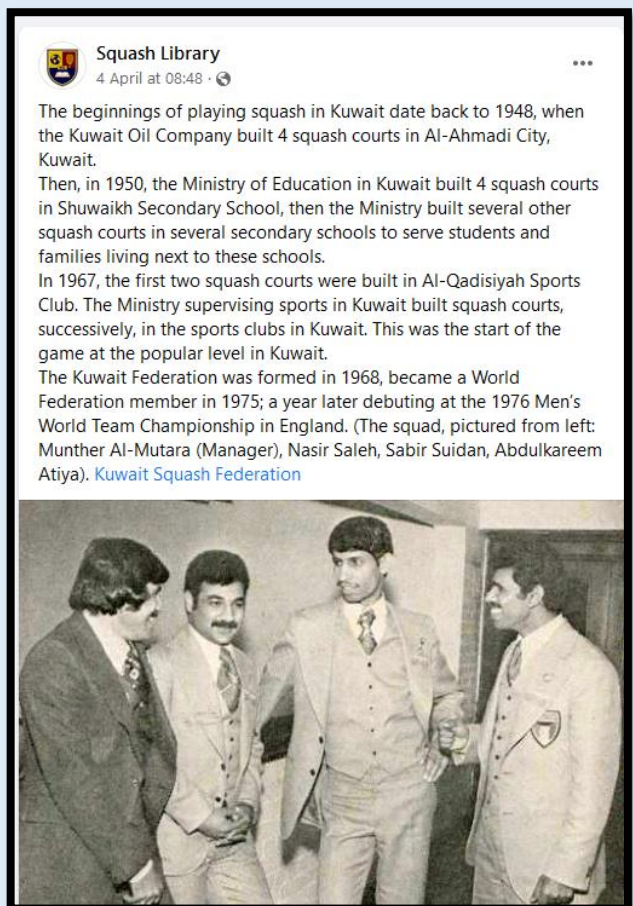 Squash Library
4 April at 08:48 ·
The beginnings of playing squash in Kuwait date back to 1948, when
the Kuwait Oil Company built 4 squash courts in Al-Ahmadi City,
Kuwait.
Then, in 1950, the Ministry of Education in Kuwait built 4 squash courts
in Shuwaikh Secondary School, then the Ministry built several other
squash courts in several secondary schools to serve students and
families living next to these schools.
In 1967, the first two squash courts were built in Al-Qadisiyah Sports
Club. The Ministry supervising sports in Kuwait built squash courts,
successively, in the sports clubs in Kuwait. This was the start of the
game at the popular level in Kuwait.
The Kuwait Federation was formed in 1968, became a World
Federation member in 1975; a year later debuting at the 1976 Men's
World Team Championship in England. (The squad, pictured from left:
Munther Al-Mutara (Manager), Nasir Saleh, Sabir Suidan, Abdulkareem
Atiya). Kuwait Squash Federation